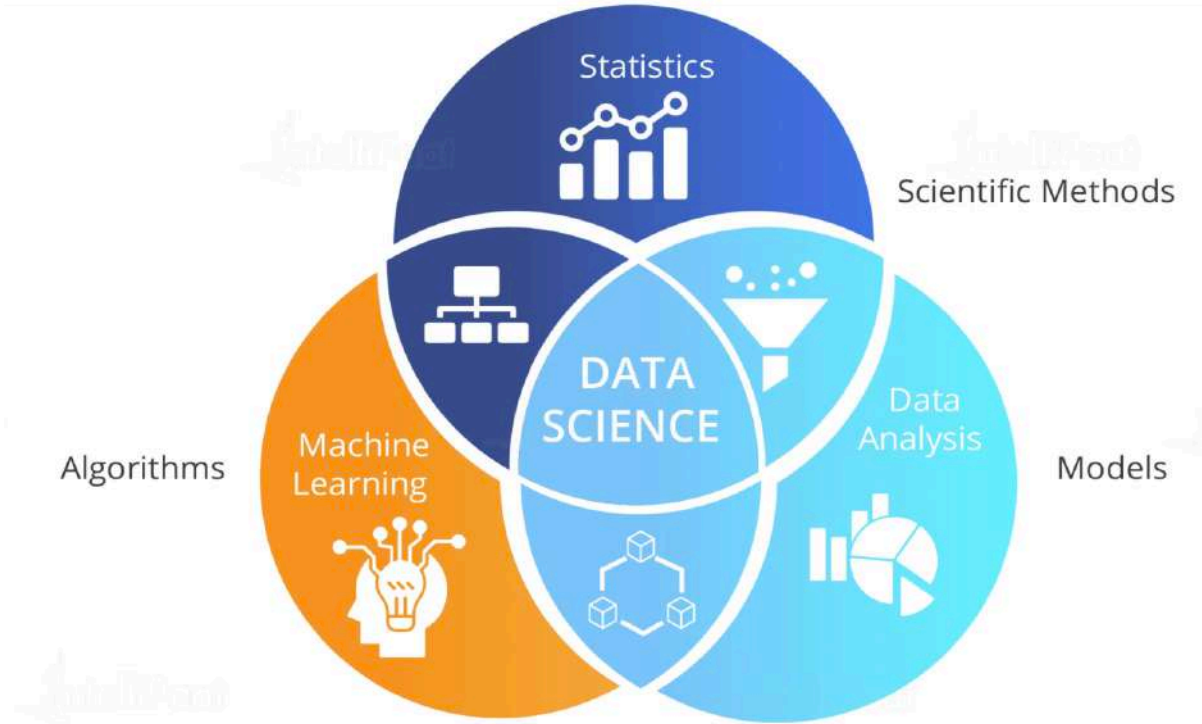 Statistics
Scientific Methods
DATA
SCIENCE
Data
Analysis
Machine
Learning
Algorithms
Models